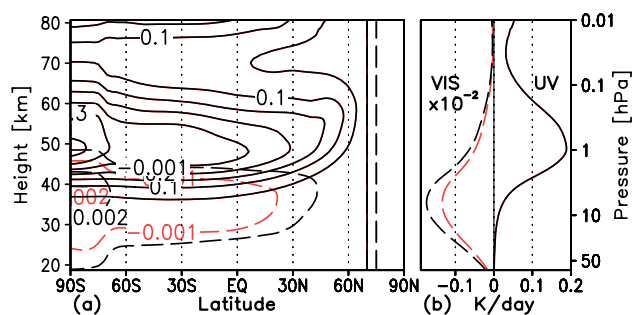 80
70
60
50
40
30
20
Height [km]
0.1
0.1
.3
-0.001
0.2
0.1
002
0.002
-0.001
90S 60S 30S EQ 30N 60N 90N
(a) Latitude
VIS
x10⁻²
UV
0.01
0.1
1
10
50
Pressure [hPa]
-0.1 0 0.1 0.2
(b) K/day